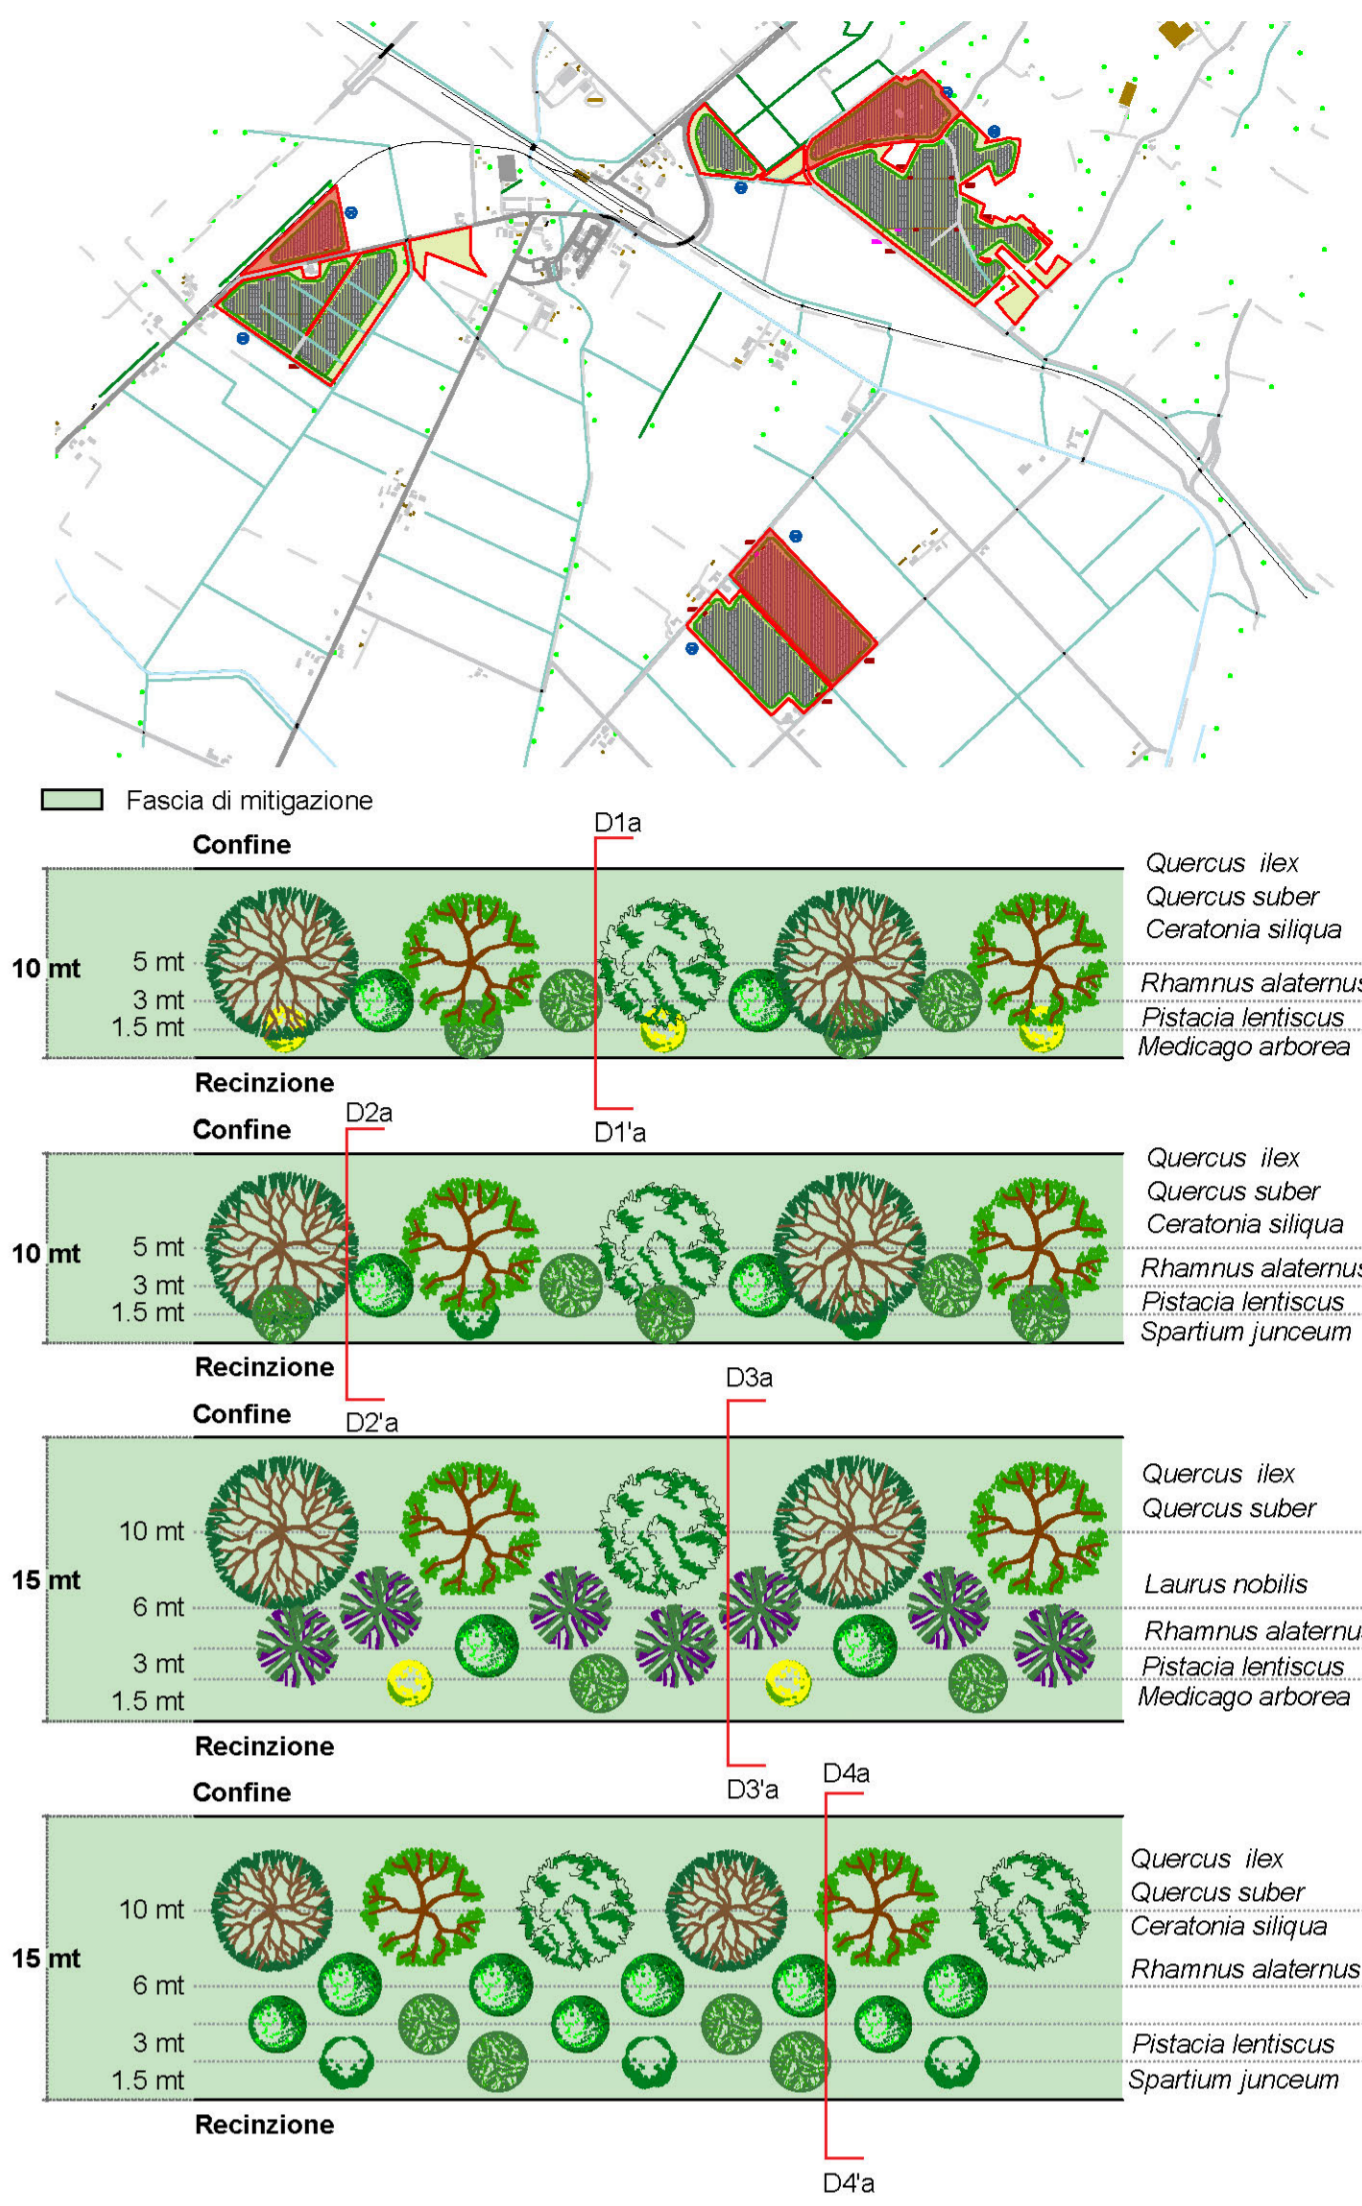 Fascia di mitigazione
D1a
Confine
Quercus ilex
Quercus suber
Ceratonia siliqua
10 mt
5 mt
Rhamnus alaternus
3 mt
Pistacia lentiscus
1.5 mt
Medicago arborea
Recinzione
D1'a
D2a
Confine
Quercus ilex
Quercus suber
Ceratonia siliqua
10 mt
5 mt
Rhamnus alaternus
3 mt
Pistacia lentiscus
1.5 mt
Spartium junceum
Recinzione
D2'a
D3a
Confine
Quercus ilex
Quercus suber
10 mt
15 mt
Laurus nobilis
6 mt
Rhamnus alaternus
3 mt
Pistacia lentiscus
1.5 mt
Medicago arborea
Recinzione
D3'a
D4a
Confine
Quercus ilex
Quercus suber
10 mt
Ceratonia siliqua
15 mt
Rhamnus alaternus
6 mt
3 mt
Pistacia lentiscus
1.5 mt
Spartium junceum
Recinzione
D4'a